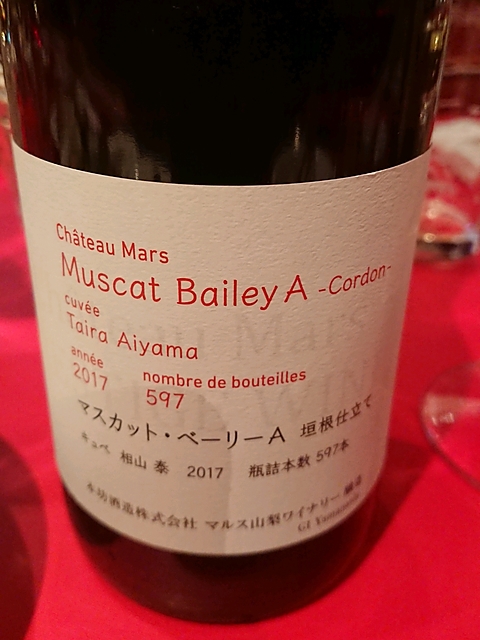 Château Mars
Muscat Bailey A -Cordon-
cuvée
Taira Aiyama
année
2017
nombre de bouteilles
597
マスカット・ベーリーA 垣根仕立て
キュベ 相山 泰 2017 瓶詰本数 597本
本坊酒造株式会社 マルス山梨ワイナリー 醸造
GI Yamanashi